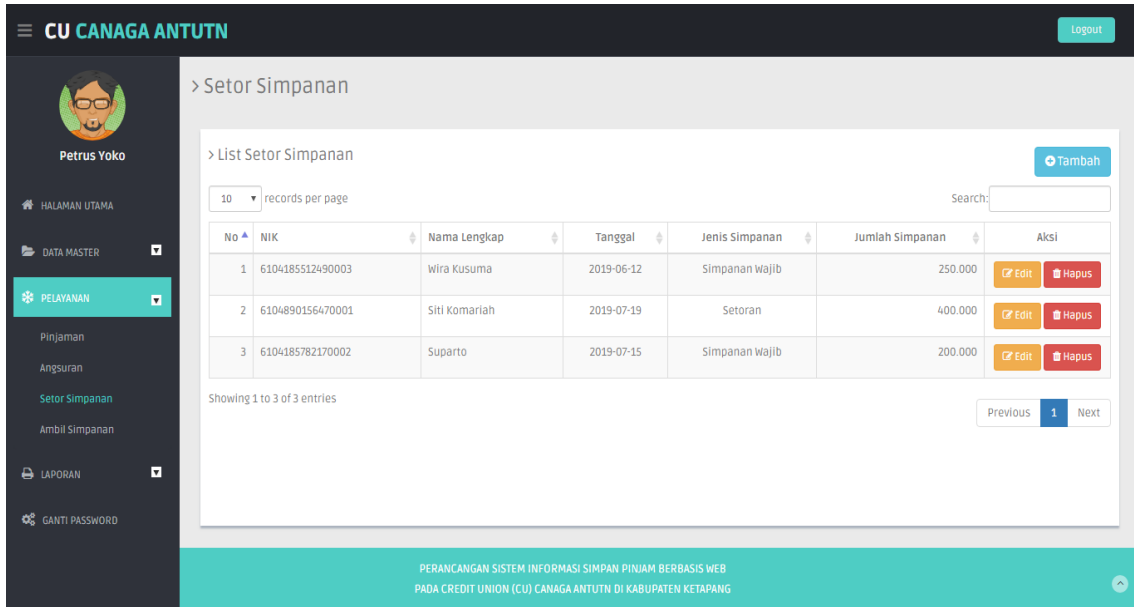 CU CANAGA ANTUTN
Logout
Petrus Yoko
HALAMAN UTAMA
DATA MASTER
PELAYANAN
Pinjaman
Angsuran
Setor Simpanan
Ambil Simpanan
LAPORAN
GANTI PASSWORD
> Setor Simpanan
> List Setor Simpanan
Tambah
10 records per page
Search:
No NIK Nama Lengkap Tanggal Jenis Simpanan Jumlah Simpanan Aksi
1 6104185512490003 Wira Kusuma 2019-06-12 Simpanan Wajib 250.000 Edit Hapus
2 6104890156470001 Siti Komariah 2019-07-19 Setoran 400.000 Edit Hapus
3 6104185782170002 Suparto 2019-07-15 Simpanan Wajib 200.000 Edit Hapus
Showing 1 to 3 of 3 entries
Previous 1 Next
PERANCANGAN SISTEM INFORMASI SIMPAN PINJAM BERBASIS WEB
PADA CREDIT UNION (CU) CANAGA ANTUTN DI KABUPATEN KETAPANG